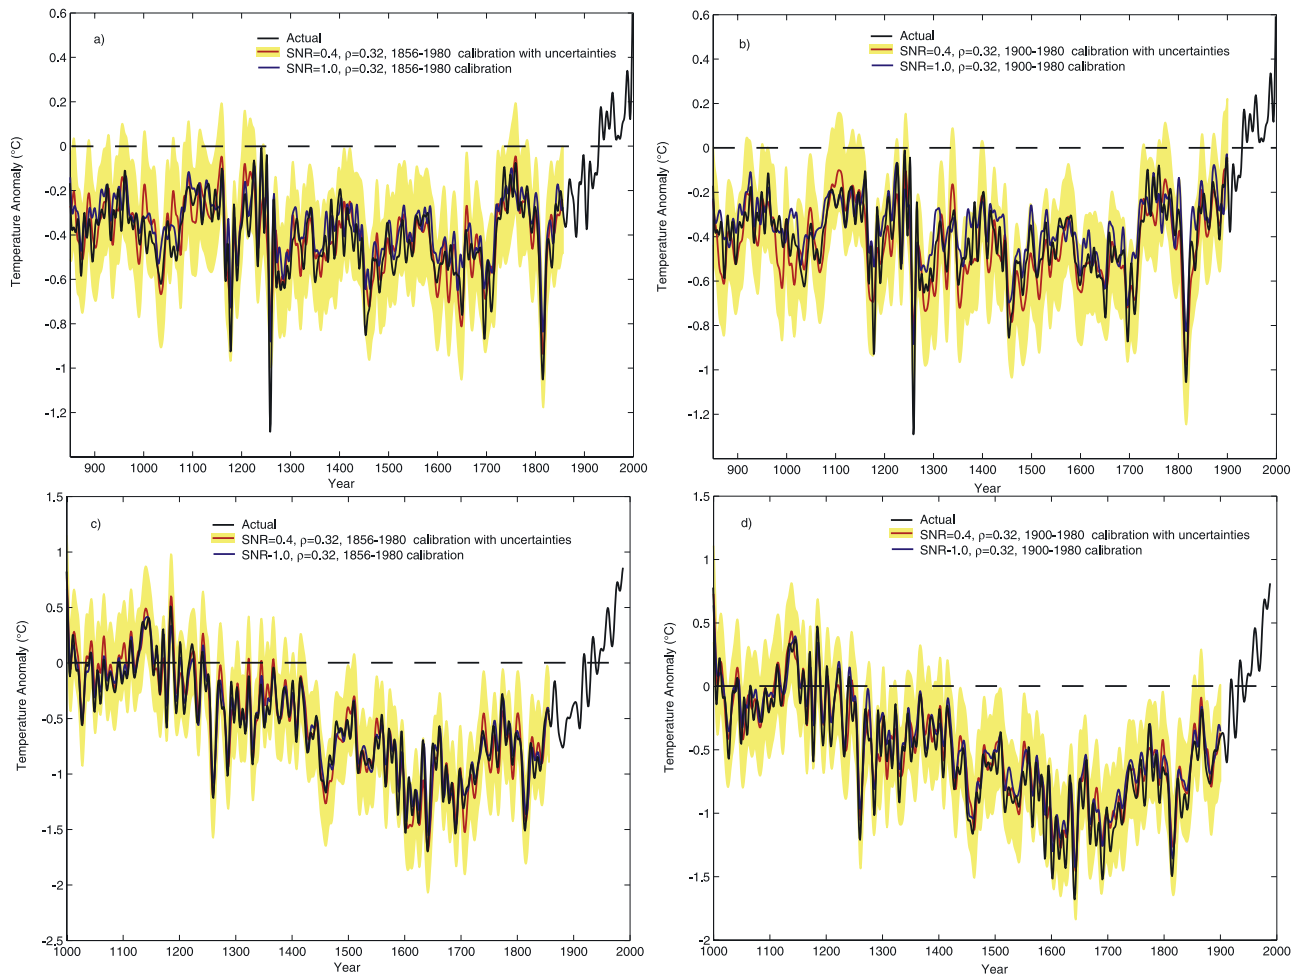 a)
Actual
SNR=0.4, ρ=0.32, 1856-1980 calibration with uncertainties
SNR=1.0, ρ=0.32, 1856-1980 calibration
Temperature Anomaly (°C)
0.6
0.4
0.2
0
-0.2
-0.4
-0.6
-0.8
-1
-1.2
900 1000 1100 1200 1300 1400 1500 1600 1700 1800 1900 2000
Year
b)
Actual
SNR=0.4, ρ=0.32, 1900-1980 calibration with uncertainties
SNR=1.0, ρ=0.32, 1900-1980 calibration
Temperature Anomaly (°C)
0.6
0.4
0.2
0
-0.2
-0.4
-0.6
-0.8
-1
-1.2
900 1000 1100 1200 1300 1400 1500 1600 1700 1800 1900 2000
Year
c)
Actual
SNR=0.4, ρ=0.32, 1856-1980 calibration with uncertainties
SNR-1.0, ρ=0.32, 1856-1980 calibration
Temperature Anomaly (°C)
1.5
1
0.5
0
-0.5
-1
-1.5
-2
-2.5
1000 1100 1200 1300 1400 1500 1600 1700 1800 1900 2000
Year
d)
Actual
SNR=0.4, ρ=0.32, 1900-1980 calibration with uncertainties
SNR-1.0, ρ=0.32, 1900-1980 calibration
Temperature Anomaly (°C)
1.5
1
0.5
0
-0.5
-1
-1.5
-2
1000 1100 1200 1300 1400 1500 1600 1700 1800 1900 2000
Year